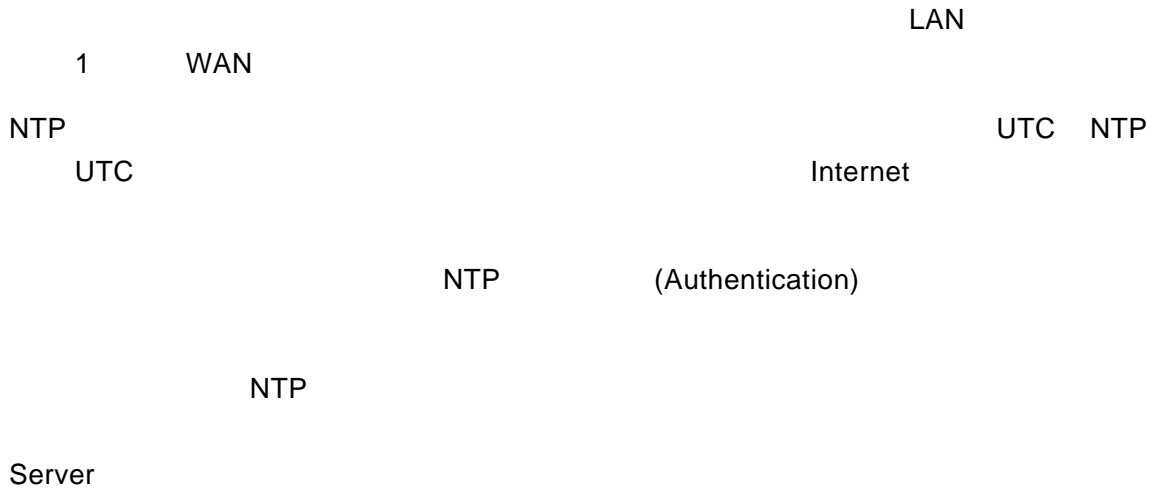 LAN
1 WAN
NTP UTC NTP
UTC Internet
NTP (Authentication)
NTP
Server